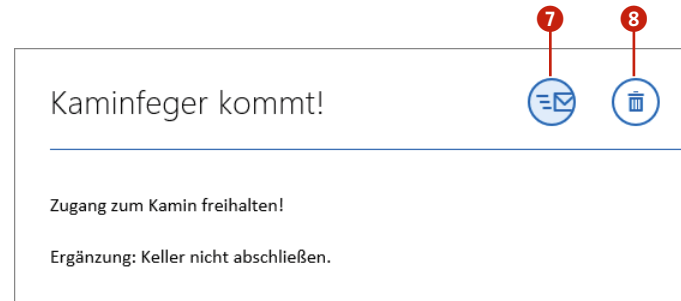 7 8
Kaminfeger kommt!
Zugang zum Kamin freihalten!
Ergänzung: Keller nicht abschließen.